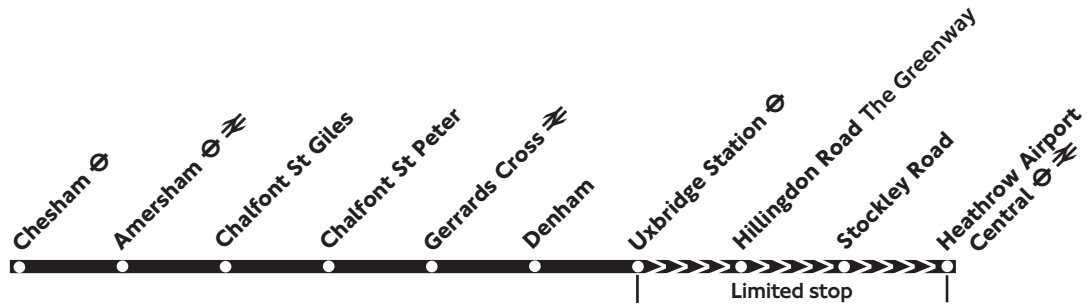 Chesham
Amersham
Chalfont St Giles
Chalfont St Peter
Gerrards Cross
Denham
Uxbridge Station
Hillingdon Road The Greenway
Stockley Road
Heathrow Airport
Central
Limited stop